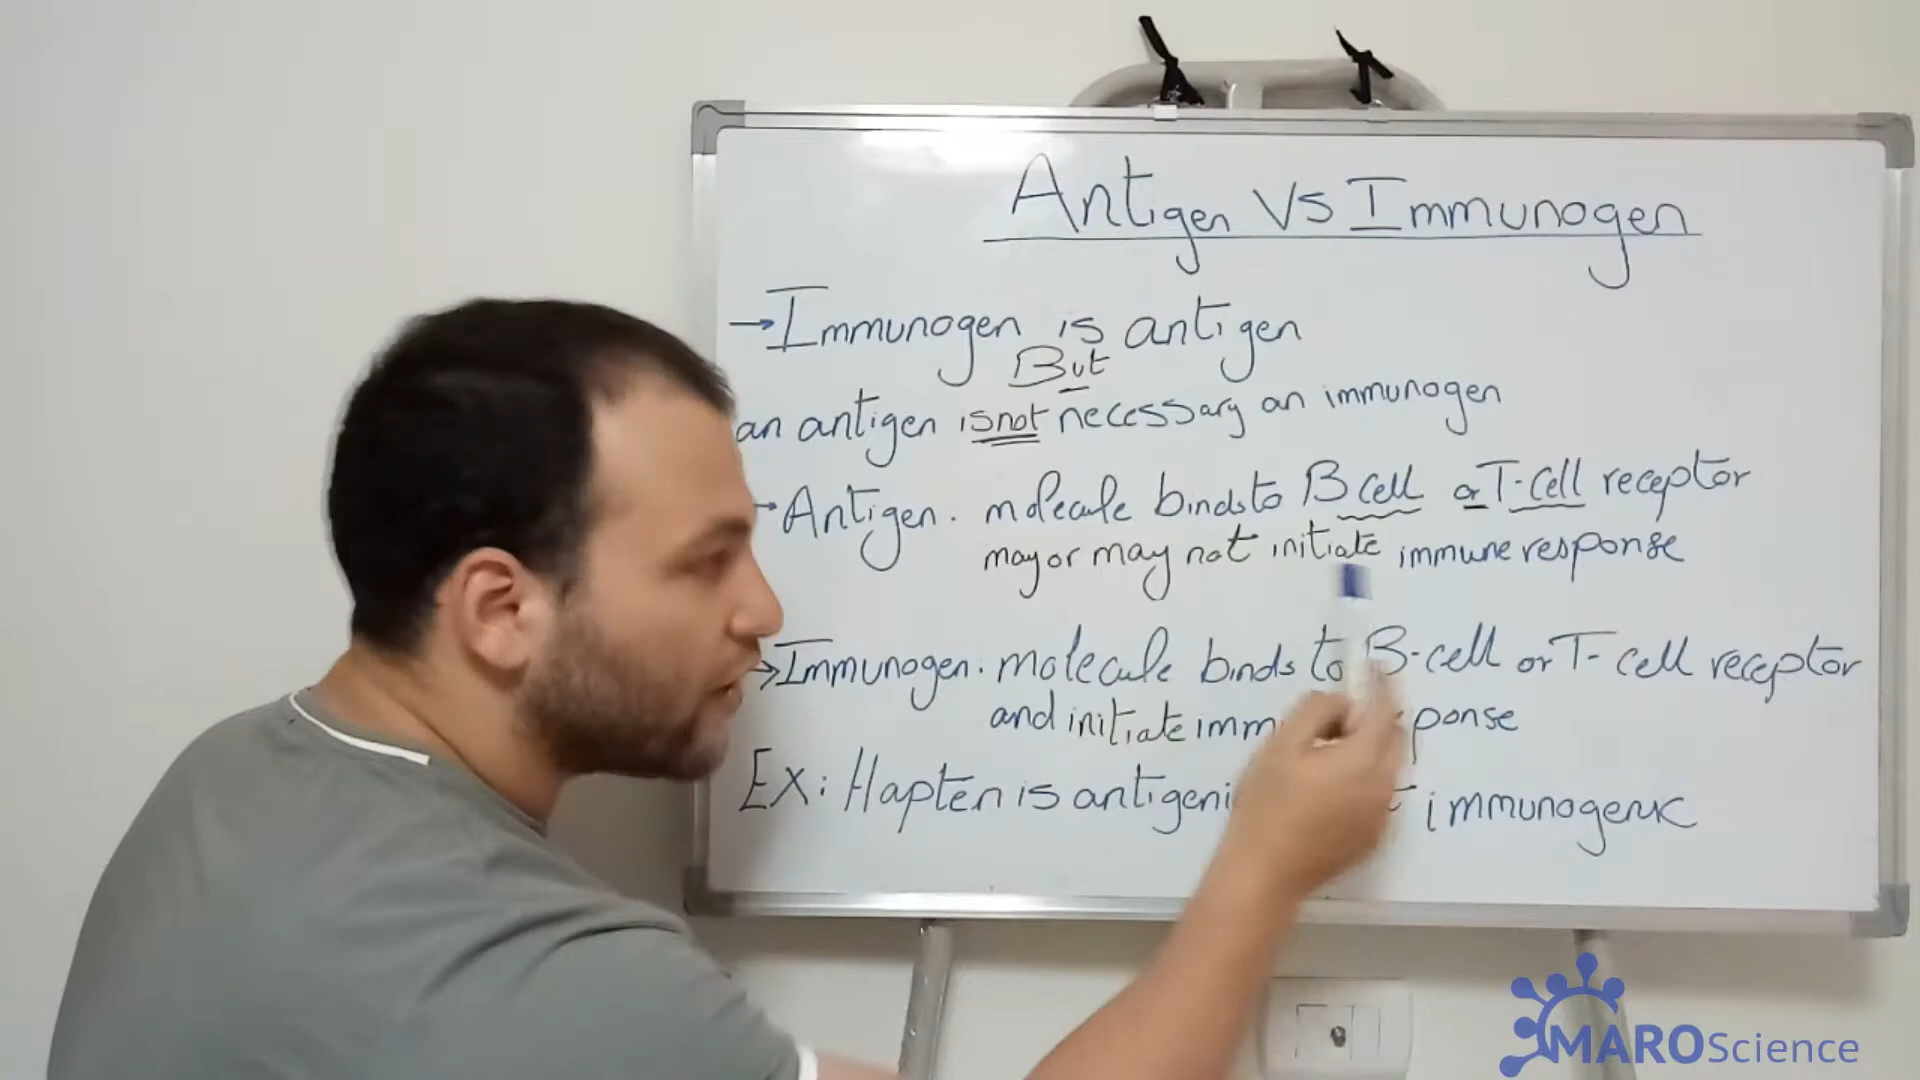 Antigen Vs Immunogen
→ Immunogen is antigen
But
an antigen is not necessary an immunogen
→ Antigen. molecule binds to B cell or T-cell receptor
may or may not initiate immune response
→ Immunogen: molecule binds to B-cell or T-cell receptor
and initiate imm ponse
Ex: Hapten is antigeni immunogenic
MAROScience